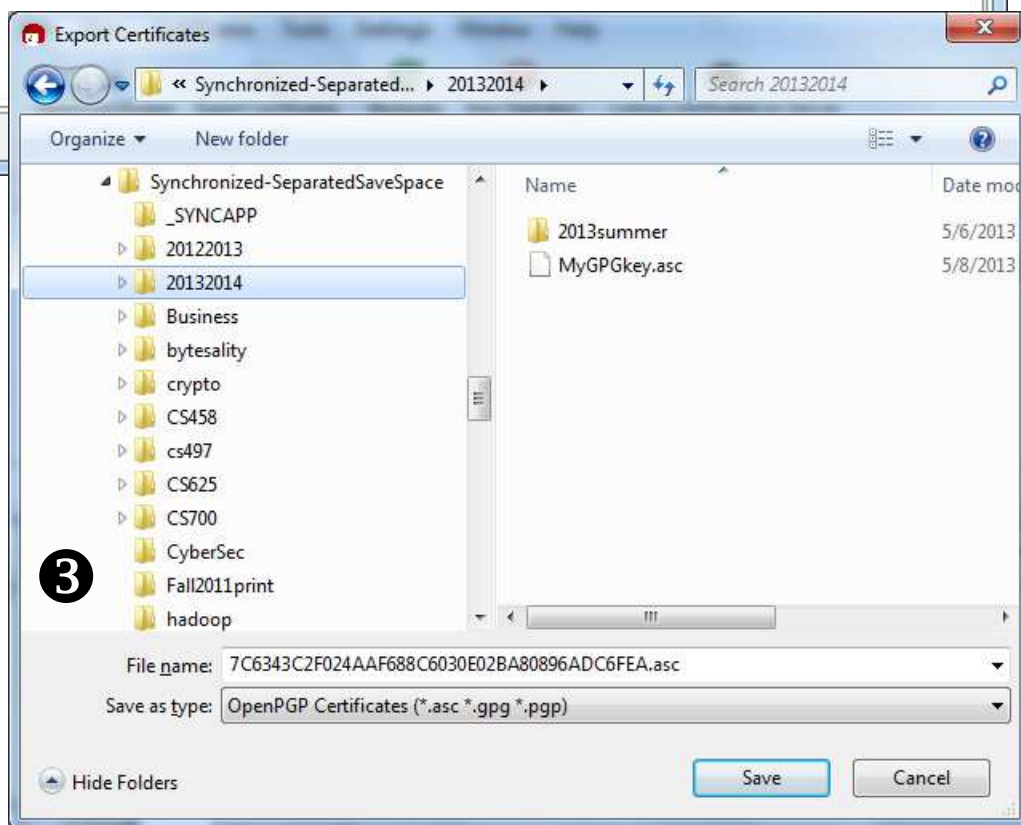 Export Certificates
« Synchronized-Separated... 20132014
Search 20132014
Organize New folder
Synchronized-SeparatedSaveSpace
_SYNCAPP
20122013
20132014
Business
bytesality
crypto
CS458
cs497
CS625
CS700
CyberSec
Fall2011print
hadoop
Name Date mod
2013summer 5/6/2013
MyGPGkey.asc 5/8/2013
3
File name: 7C6343C2F024AAF688C6030E02BA80896ADC6FEA.asc
Save as type: OpenPGP Certificates (*.asc *.gpg *.pgp)
Hide Folders
Save Cancel